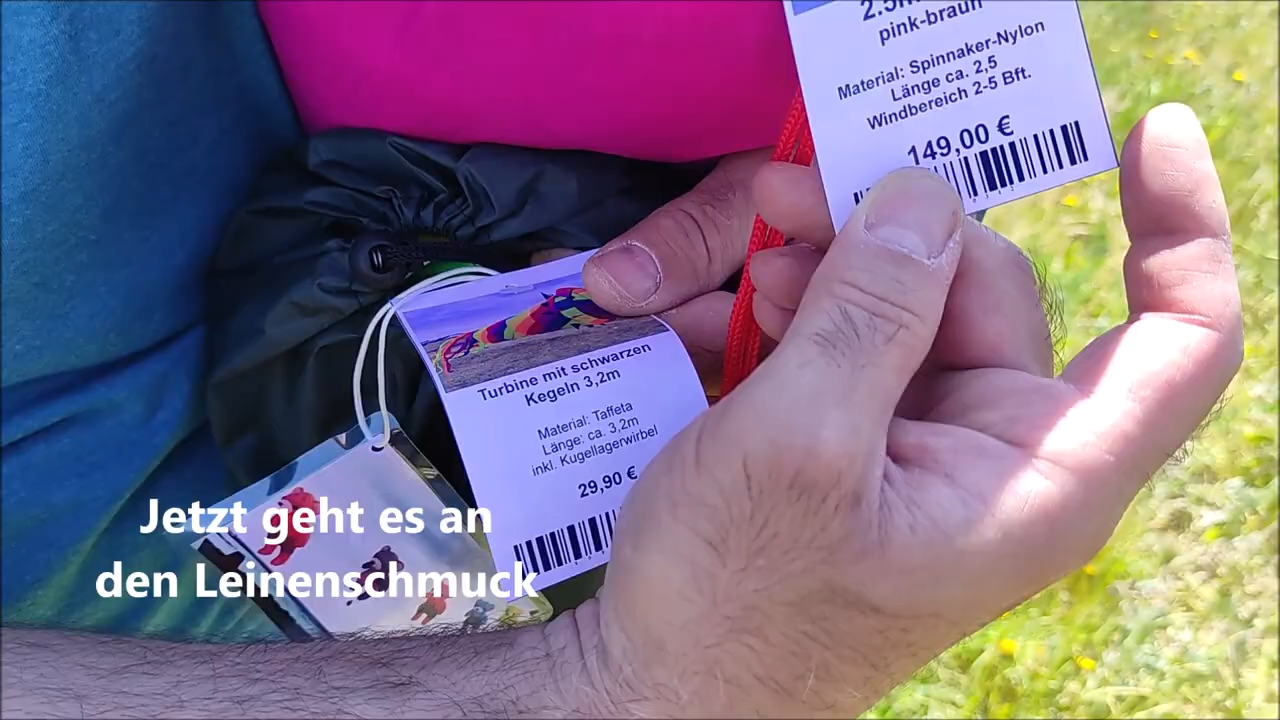 pink-braun
Material: Spinnaker-Nylon
Länge ca. 2,5
Windbereich 2-5 Bft.
149,00 €
Turbine mit schwarzen
Kegeln 3,2m
Material: Taffeta
Länge: ca. 3,2m
inkl. Kugellagerwirbel
29,90 €
Jetzt geht es an
den Leinenschmuck